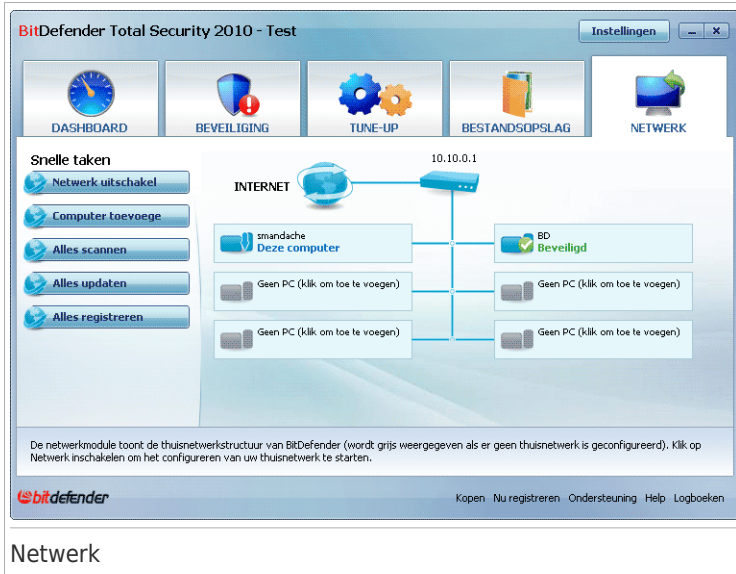 BitDefender Total Security 2010 - Test
Instellingen
DASHBOARD
BEVEILIGING
TUNE-UP
BESTANDSOPSLAG
NETWERK
Snelle taken
Netwerk uitschakel
Computer toevoege
Alles scannen
Alles updaten
Alles registreren
10.10.0.1
INTERNET
smandache
Deze computer
BD
Beveiligd
Geen PC (klik om toe te voegen)
Geen PC (klik om toe te voegen)
Geen PC (klik om toe te voegen)
Geen PC (klik om toe te voegen)
De netwerkmodule toont de thuisnetwerkstructuur van BitDefender (wordt grijs weergegeven als er geen thuisnetwerk is geconfigureerd). Klik op
Netwerk inschakelen om het configureren van uw thuisnetwerk te starten.
bitdefender
Kopen Nu registreren Ondersteuning Help Logboeken
Netwerk